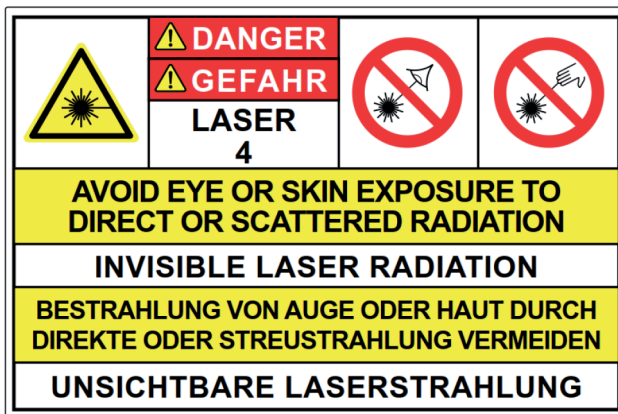 DANGER
GEFAHR
LASER
4
AVOID EYE OR SKIN EXPOSURE TO
DIRECT OR SCATTERED RADIATION
INVISIBLE LASER RADIATION
BESTRAHLUNG VON AUGE ODER HAUT DURCH
DIREKTE ODER STREUSTRAHLUNG VERMEIDEN
UNSICHTBARE LASERSTRAHLUNG